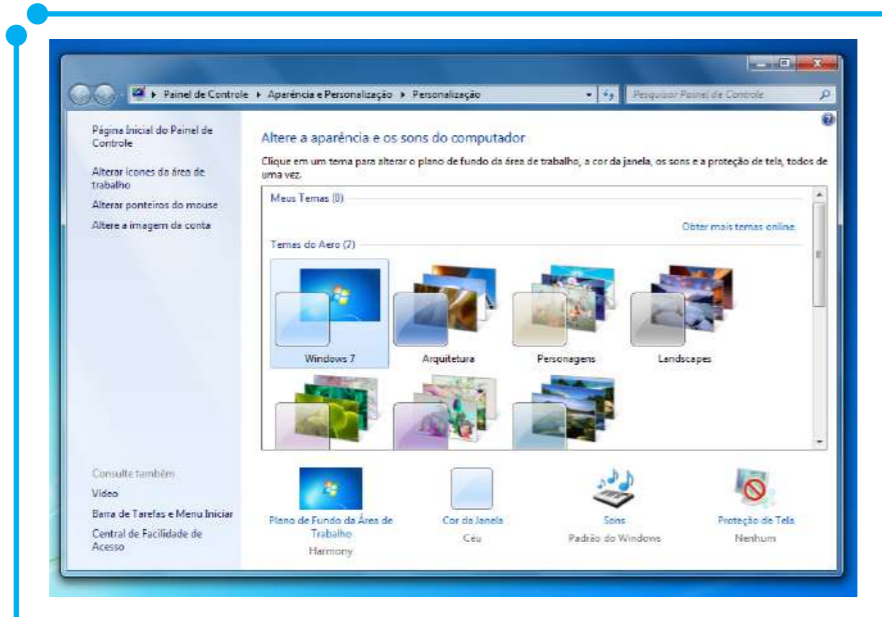 Painel de Controle ▸ Aparência e Personalização ▸ Personalização
Pesquisar Painel de Controle
Página Inicial do Painel de
Controle
Alterar ícones da área de
trabalho
Alterar ponteiros do mouse
Altere a imagem da conta
Altere a aparência e os sons do computador
Clique em um tema para alterar o plano de fundo da área de trabalho, a cor da janela, os sons e a proteção de tela, todos de
uma vez.
Meus Temas (0)
Obter mais temas online
Temas do Aero (7)
Windows 7
Arquitetura
Personagens
Landscapes
Consulte também
Vídeo
Barra de Tarefas e Menu Iniciar
Central de Facilidade de
Acesso
Plano de Fundo da Área de
Trabalho
Harmony
Cor da Janela
Céu
Sons
Padrão do Windows
Proteção de Tela
Nenhum